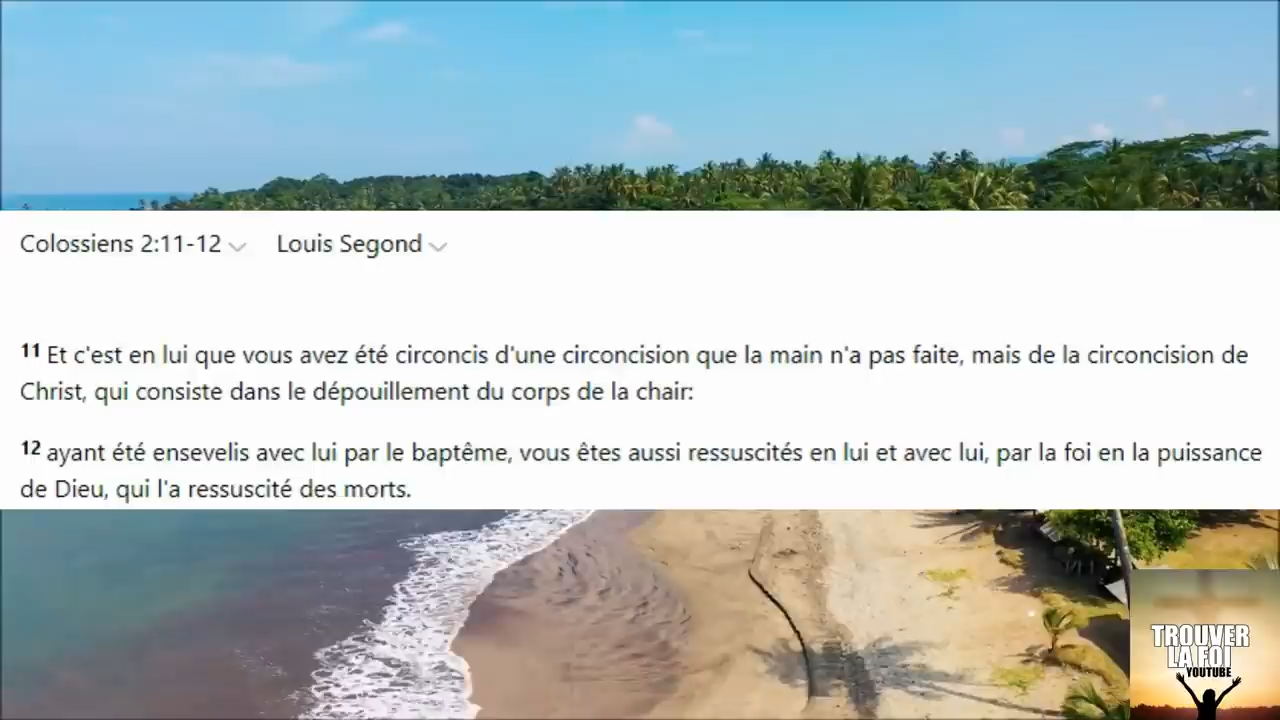 Colossiens 2:11-12 Louis Segond
11 Et c'est en lui que vous avez été circoncis d'une circoncision que la main n'a pas faite, mais de la circoncision de
Christ, qui consiste dans le dépouillement du corps de la chair:
12 ayant été ensevelis avec lui par le baptême, vous êtes aussi ressuscités en lui et avec lui, par la foi en la puissance
de Dieu, qui l'a ressuscité des morts.
TROUVER
LA FOI
YOUTUBE